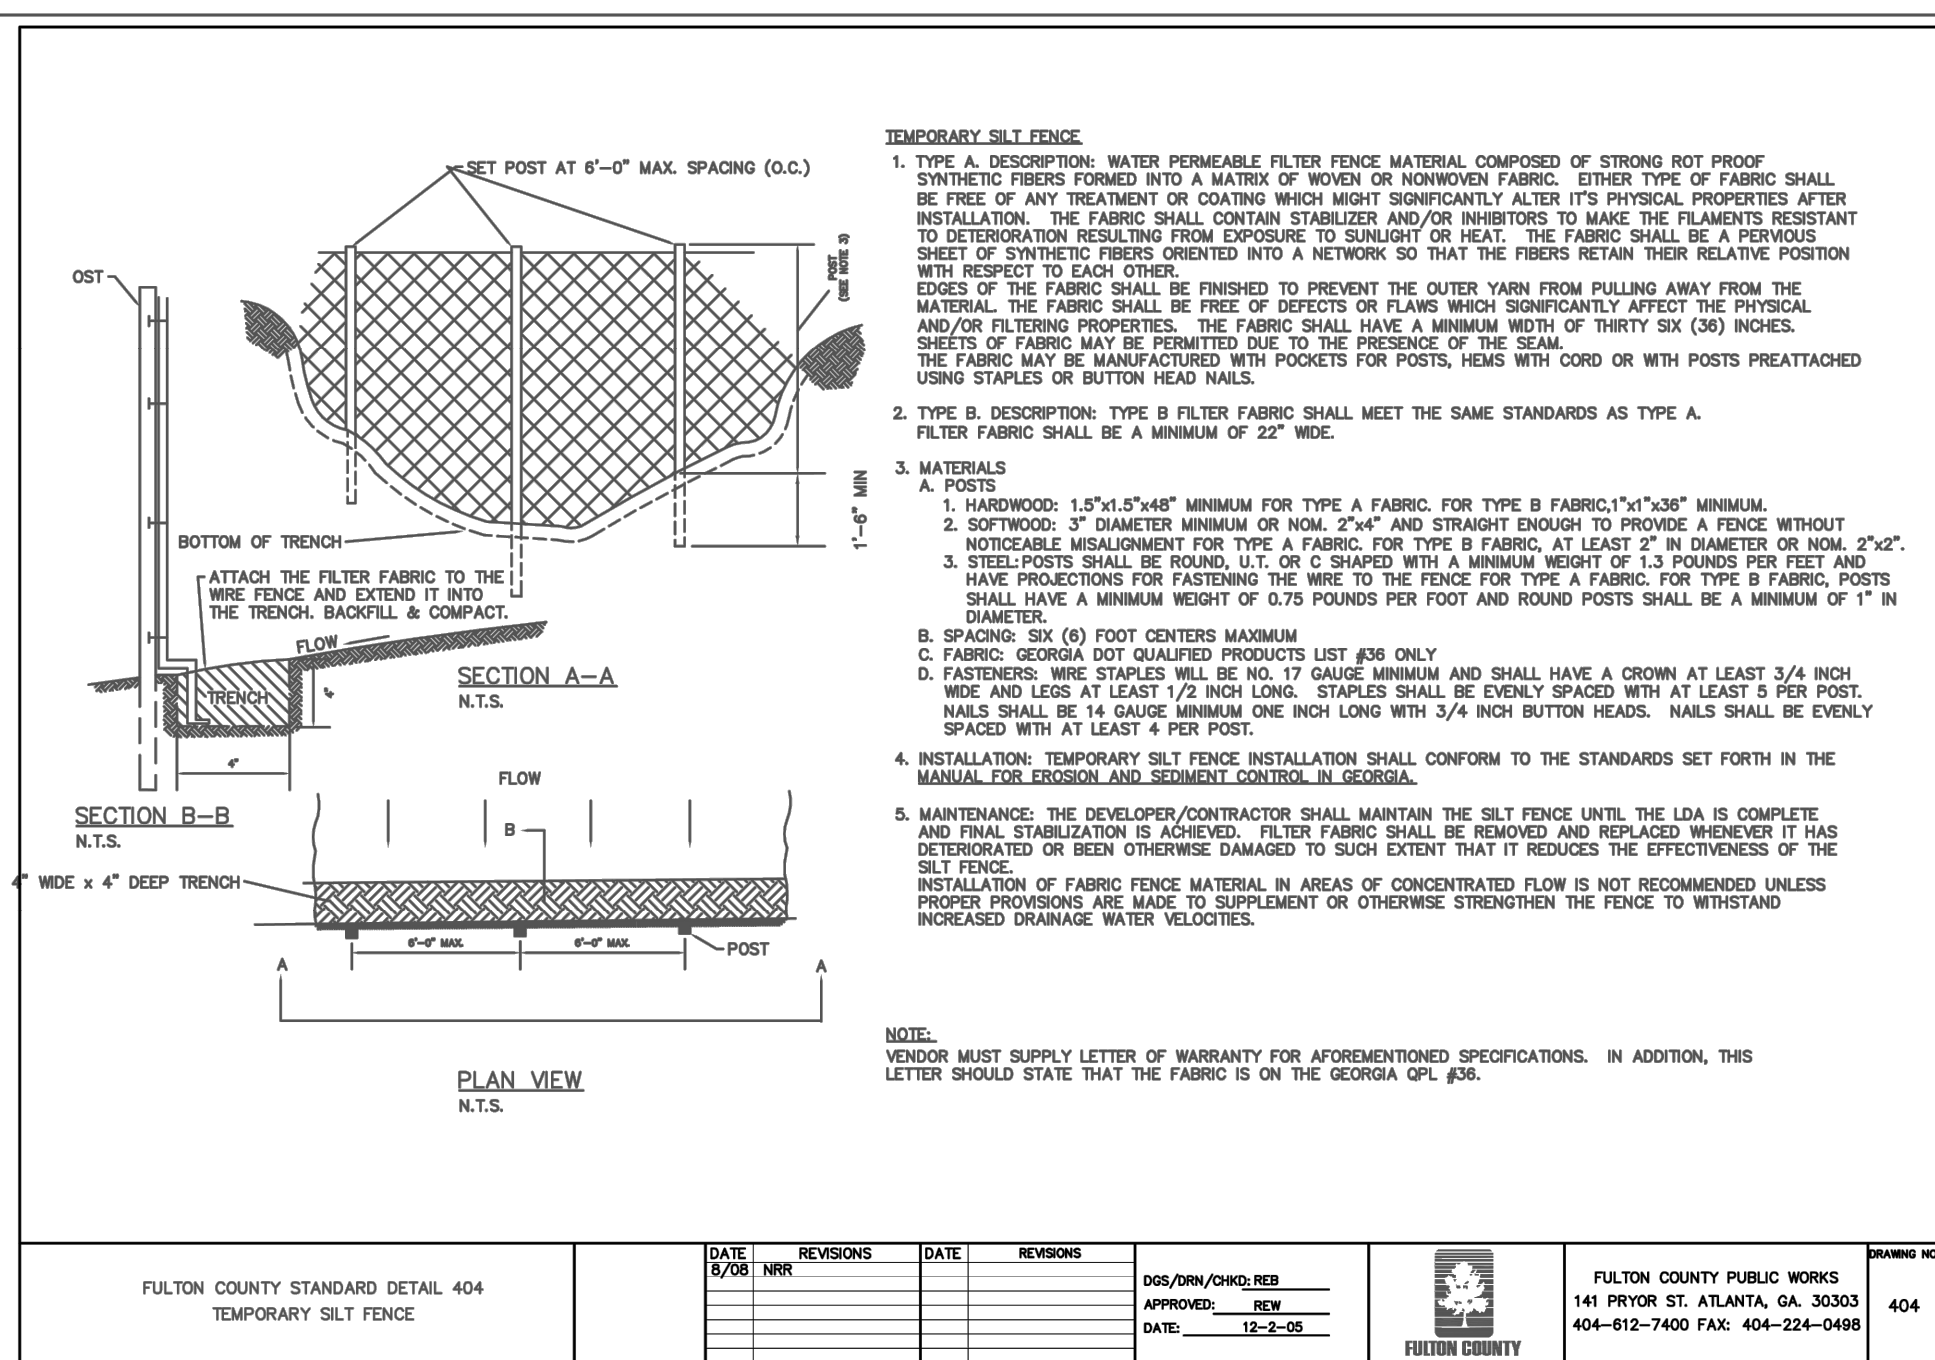 SET POST AT 6'-0" MAX. SPACING (O.C.)
OST
POST
(SEE NOTE 3)
1'-6" MIN
BOTTOM OF TRENCH
ATTACH THE FILTER FABRIC TO THE
WIRE FENCE AND EXTEND IT INTO
THE TRENCH. BACKFILL & COMPACT.
FLOW
TRENCH
4"
4"
SECTION A-A
N.T.S.
SECTION B-B
N.T.S.
FLOW
B
4" WIDE x 4" DEEP TRENCH
6'-0" MAX.
6'-0" MAX.
POST
A
A
PLAN VIEW
N.T.S.
TEMPORARY SILT FENCE
1. TYPE A. DESCRIPTION: WATER PERMEABLE FILTER FENCE MATERIAL COMPOSED OF STRONG ROT PROOF
SYNTHETIC FIBERS FORMED INTO A MATRIX OF WOVEN OR NONWOVEN FABRIC. EITHER TYPE OF FABRIC SHALL
BE FREE OF ANY TREATMENT OR COATING WHICH MIGHT SIGNIFICANTLY ALTER IT'S PHYSICAL PROPERTIES AFTER
INSTALLATION. THE FABRIC SHALL CONTAIN STABILIZER AND/OR INHIBITORS TO MAKE THE FILAMENTS RESISTANT
TO DETERIORATION RESULTING FROM EXPOSURE TO SUNLIGHT OR HEAT. THE FABRIC SHALL BE A PERVIOUS
SHEET OF SYNTHETIC FIBERS ORIENTED INTO A NETWORK SO THAT THE FIBERS RETAIN THEIR RELATIVE POSITION
WITH RESPECT TO EACH OTHER.
EDGES OF THE FABRIC SHALL BE FINISHED TO PREVENT THE OUTER YARN FROM PULLING AWAY FROM THE
MATERIAL. THE FABRIC SHALL BE FREE OF DEFECTS OR FLAWS WHICH SIGNIFICANTLY AFFECT THE PHYSICAL
AND/OR FILTERING PROPERTIES. THE FABRIC SHALL HAVE A MINIMUM WIDTH OF THIRTY SIX (36) INCHES.
SHEETS OF FABRIC MAY BE PERMITTED DUE TO THE PRESENCE OF THE SEAM.
THE FABRIC MAY BE MANUFACTURED WITH POCKETS FOR POSTS, HEMS WITH CORD OR WITH POSTS PREATTACHED
USING STAPLES OR BUTTON HEAD NAILS.
2. TYPE B. DESCRIPTION: TYPE B FILTER FABRIC SHALL MEET THE SAME STANDARDS AS TYPE A.
FILTER FABRIC SHALL BE A MINIMUM OF 22" WIDE.
3. MATERIALS
A. POSTS
1. HARDWOOD: 1.5"x1.5"x48" MINIMUM FOR TYPE A FABRIC. FOR TYPE B FABRIC,1"x1"x36" MINIMUM.
2. SOFTWOOD: 3" DIAMETER MINIMUM OR NOM. 2"x4" AND STRAIGHT ENOUGH TO PROVIDE A FENCE WITHOUT
NOTICEABLE MISALIGNMENT FOR TYPE A FABRIC. FOR TYPE B FABRIC, AT LEAST 2" IN DIAMETER OR NOM. 2"x2".
3. STEEL:POSTS SHALL BE ROUND, U.T. OR C SHAPED WITH A MINIMUM WEIGHT OF 1.3 POUNDS PER FEET AND
HAVE PROJECTIONS FOR FASTENING THE WIRE TO THE FENCE FOR TYPE A FABRIC. FOR TYPE B FABRIC, POSTS
SHALL HAVE A MINIMUM WEIGHT OF 0.75 POUNDS PER FOOT AND ROUND POSTS SHALL BE A MINIMUM OF 1" IN
DIAMETER.
B. SPACING: SIX (6) FOOT CENTERS MAXIMUM
C. FABRIC: GEORGIA DOT QUALIFIED PRODUCTS LIST #36 ONLY
D. FASTENERS: WIRE STAPLES WILL BE NO. 17 GAUGE MINIMUM AND SHALL HAVE A CROWN AT LEAST 3/4 INCH
WIDE AND LEGS AT LEAST 1/2 INCH LONG. STAPLES SHALL BE EVENLY SPACED WITH AT LEAST 5 PER POST.
NAILS SHALL BE 14 GAUGE MINIMUM ONE INCH LONG WITH 3/4 INCH BUTTON HEADS. NAILS SHALL BE EVENLY
SPACED WITH AT LEAST 4 PER POST.
4. INSTALLATION: TEMPORARY SILT FENCE INSTALLATION SHALL CONFORM TO THE STANDARDS SET FORTH IN THE
MANUAL FOR EROSION AND SEDIMENT CONTROL IN GEORGIA.
5. MAINTENANCE: THE DEVELOPER/CONTRACTOR SHALL MAINTAIN THE SILT FENCE UNTIL THE LDA IS COMPLETE
AND FINAL STABILIZATION IS ACHIEVED. FILTER FABRIC SHALL BE REMOVED AND REPLACED WHENEVER IT HAS
DETERIORATED OR BEEN OTHERWISE DAMAGED TO SUCH EXTENT THAT IT REDUCES THE EFFECTIVENESS OF THE
SILT FENCE.
INSTALLATION OF FABRIC FENCE MATERIAL IN AREAS OF CONCENTRATED FLOW IS NOT RECOMMENDED UNLESS
PROPER PROVISIONS ARE MADE TO SUPPLEMENT OR OTHERWISE STRENGTHEN THE FENCE TO WITHSTAND
INCREASED DRAINAGE WATER VELOCITIES.
NOTE:
VENDOR MUST SUPPLY LETTER OF WARRANTY FOR AFOREMENTIONED SPECIFICATIONS. IN ADDITION, THIS
LETTER SHOULD STATE THAT THE FABRIC IS ON THE GEORGIA QPL #36.
FULTON COUNTY STANDARD DETAIL 404
TEMPORARY SILT FENCE
DATE REVISIONS DATE REVISIONS
8/08 NRR
DGS/DRN/CHKD: REB
APPROVED: REW
DATE: 12-2-05
FULTON COUNTY
FULTON COUNTY PUBLIC WORKS
141 PRYOR ST. ATLANTA, GA. 30303
404-612-7400 FAX: 404-224-0498
DRAWING NO
404